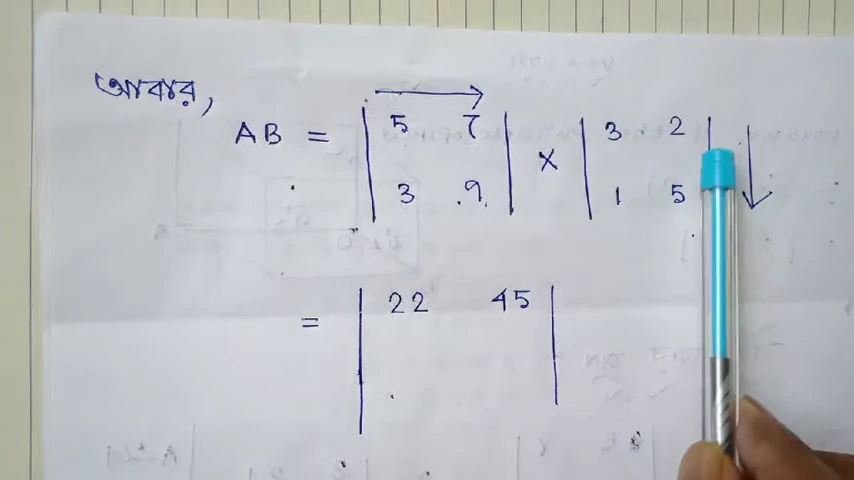 আবার,
AB = | 5 7 | × | 3 2 |
| 3 9 | | 1 5 |
= | 22 45 |